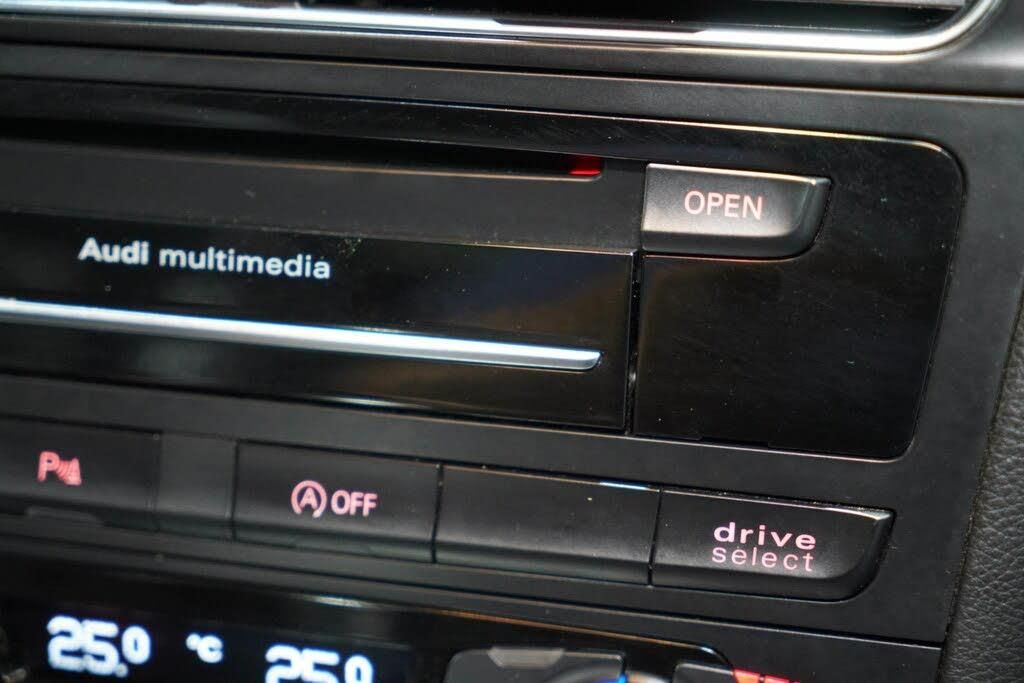 OPEN
Audi multimedia
P
A OFF
drive
select
25.0 °C 25.0